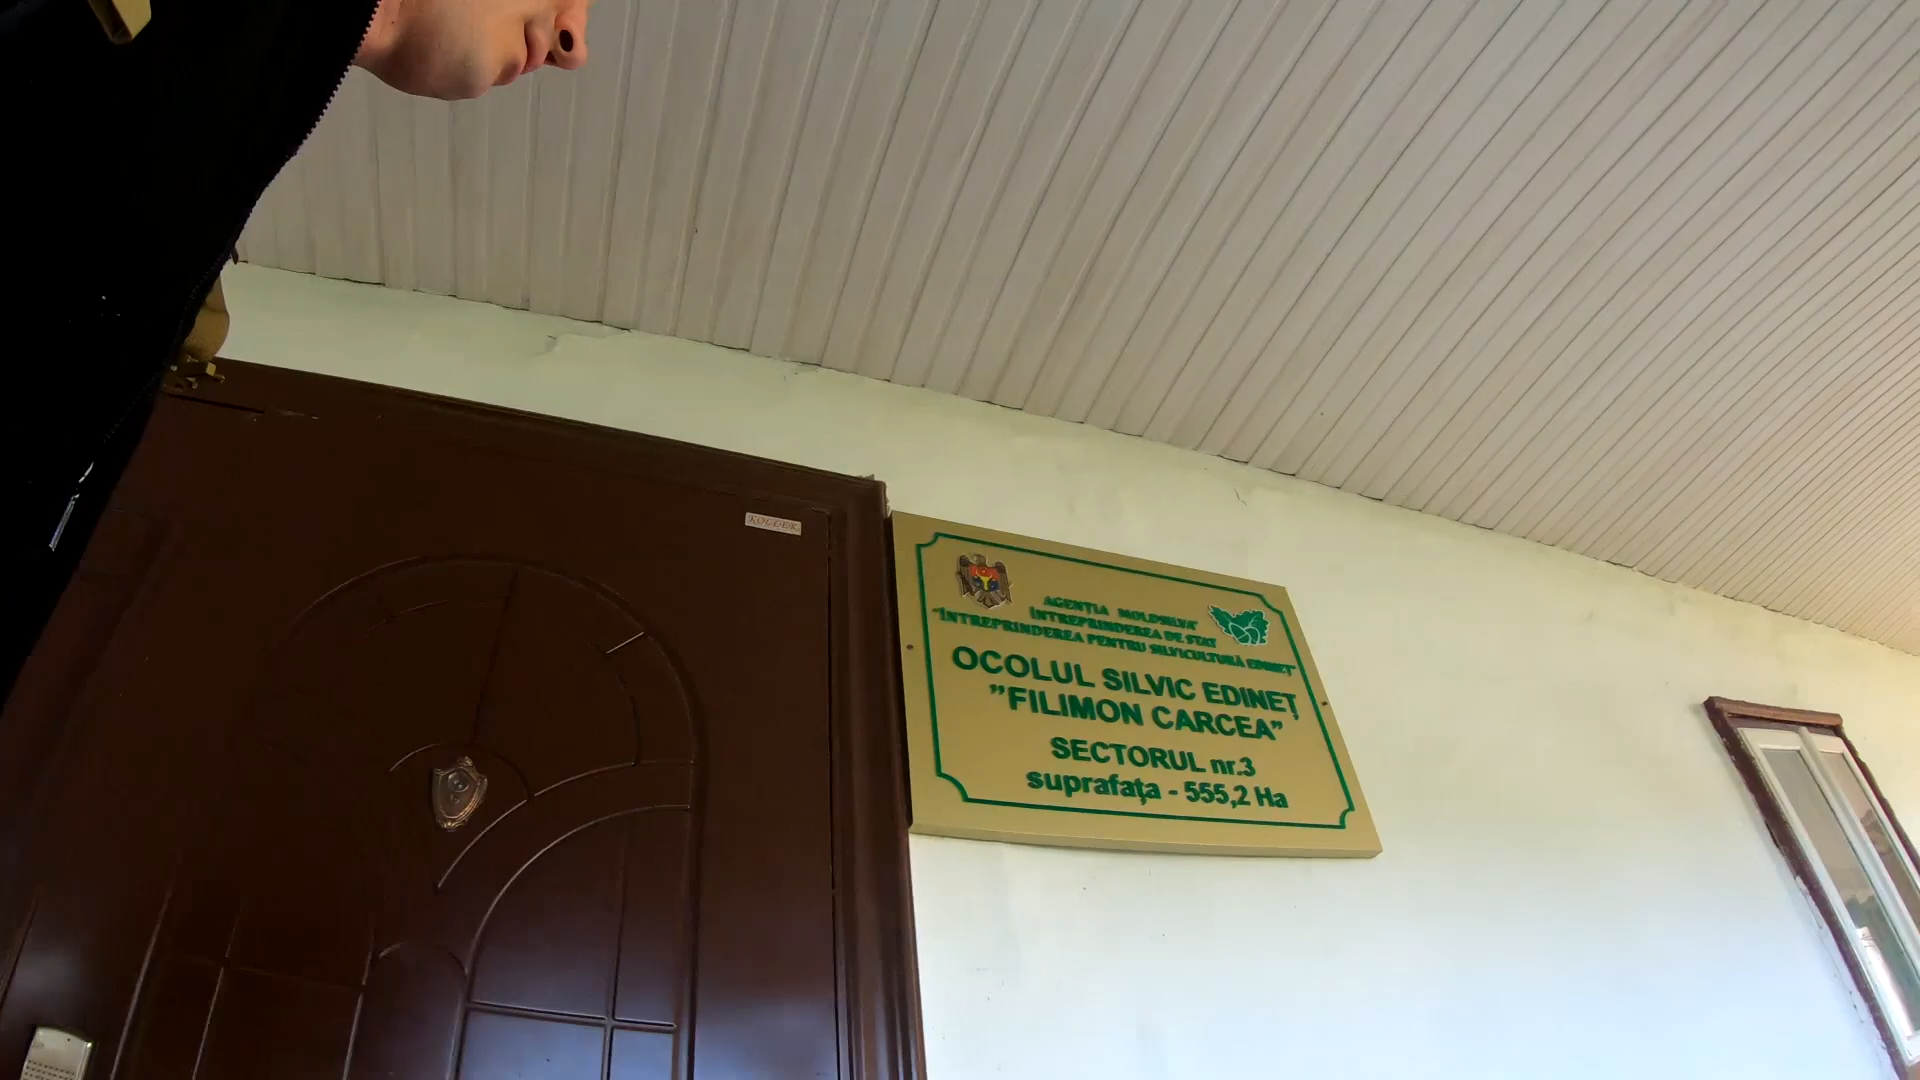 KOLDER
AGENȚIA MOLDSILVA
ÎNTREPRINDEREA DE STAT
"ÎNTREPRINDEREA PENTRU SILVICULTURĂ EDINEȚ"
OCOLUL SILVIC EDINEȚ
"FILIMON CARCEA"
SECTORUL nr.3
suprafața - 555,2 Ha